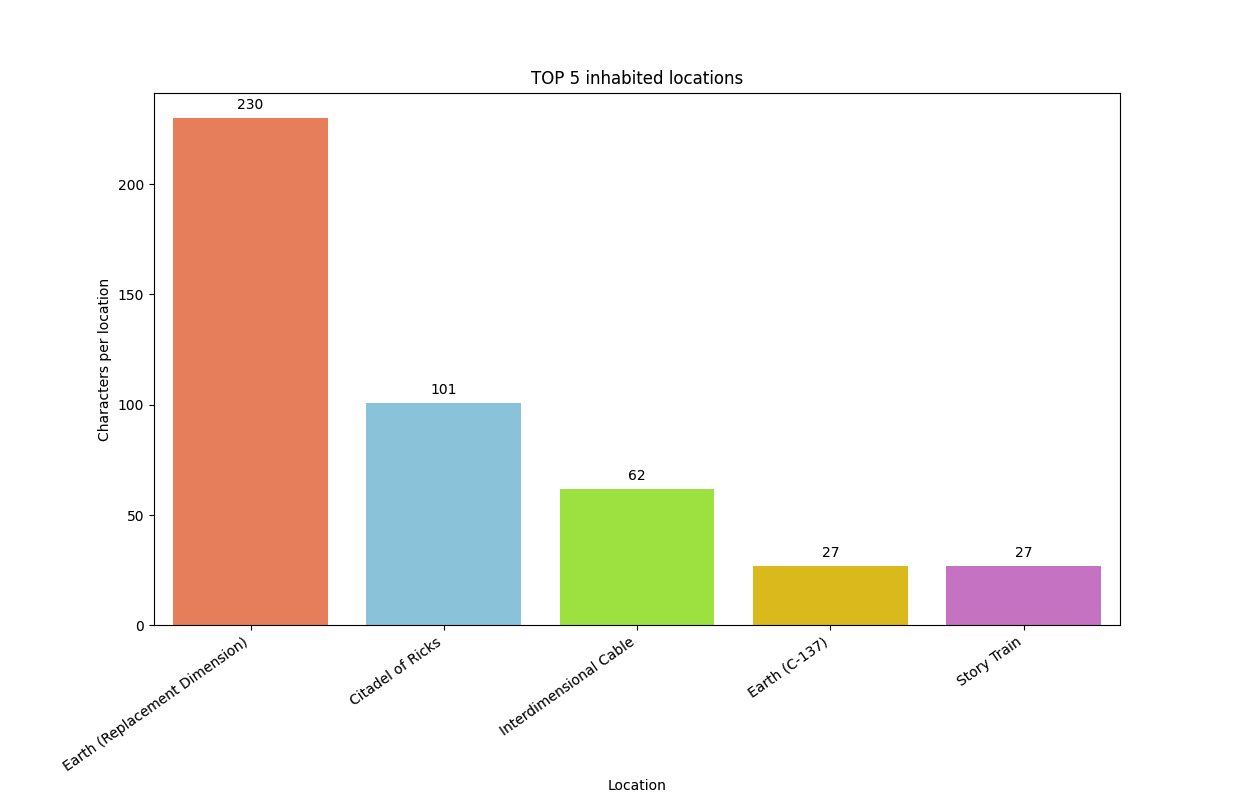 TOP 5 inhabited locations
230
101
62
27
27
200
150
100
50
0
Characters per location
Earth (Replacement Dimension)
Citadel of Ricks
Interdimensional Cable
Earth (C-137)
Story Train
Location